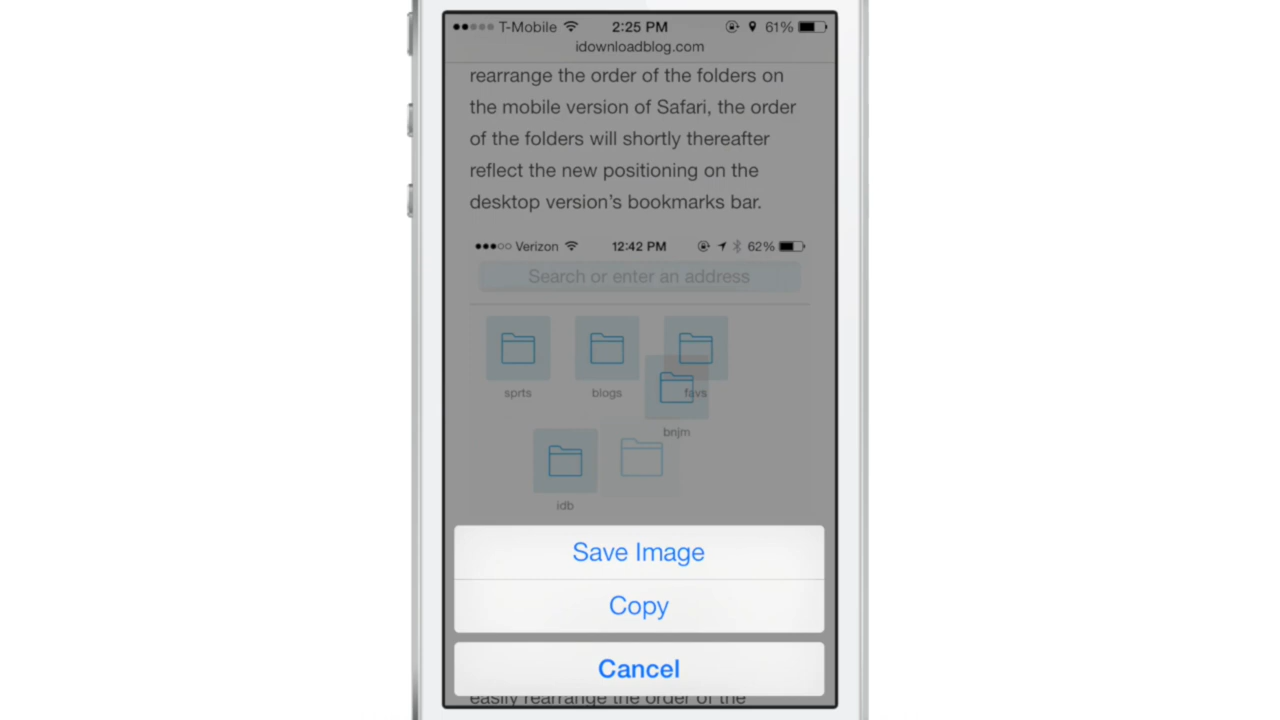 T-Mobile 2:25 PM 61%
idownloadblog.com
rearrange the order of the folders on
the mobile version of Safari, the order
of the folders will shortly thereafter
reflect the new positioning on the
desktop version’s bookmarks bar.
Verizon 12:42 PM 62%
Search or enter an address
sprts blogs favs
bnjm
idb
Save Image
Copy
Cancel
easily rearrange the order of the